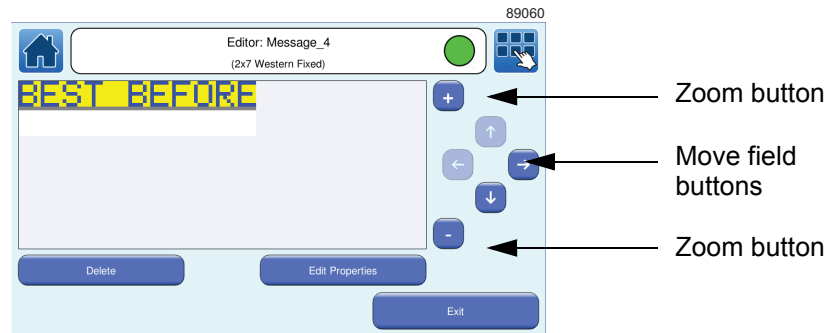 89060
Editor: Message_4
(2x7 Western Fixed)
BEST BEFORE
+
Zoom button
↑
← →
Move field
buttons
↓
-
Zoom button
Delete Edit Properties
Exit